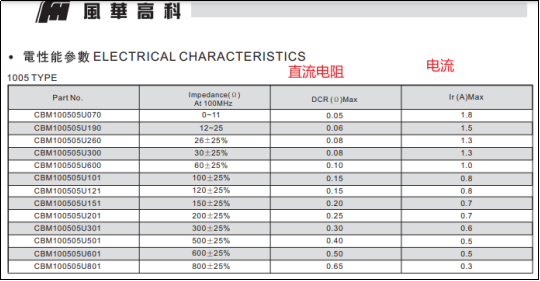 風華高科
• 電性能參數 ELECTRICAL CHARACTERISTICS
直流电阻 电流
1005 TYPE
Part No. Impedance(Ω) At 100MHz DCR (Ω)Max Ir (A)Max
CBM100505U070 0~11 0.05 1.8
CBM100505U190 12~25 0.06 1.5
CBM100505U260 26±25% 0.08 1.3
CBM100505U300 30±25% 0.08 1.3
CBM100505U600 60±25% 0.10 1.0
CBM100505U101 100±25% 0.15 0.8
CBM100505U121 120±25% 0.15 0.8
CBM100505U151 150±25% 0.20 0.7
CBM100505U201 200±25% 0.25 0.7
CBM100505U301 300±25% 0.30 0.6
CBM100505U501 500±25% 0.40 0.5
CBM100505U601 600±25% 0.50 0.5
CBM100505U801 800±25% 0.65 0.3